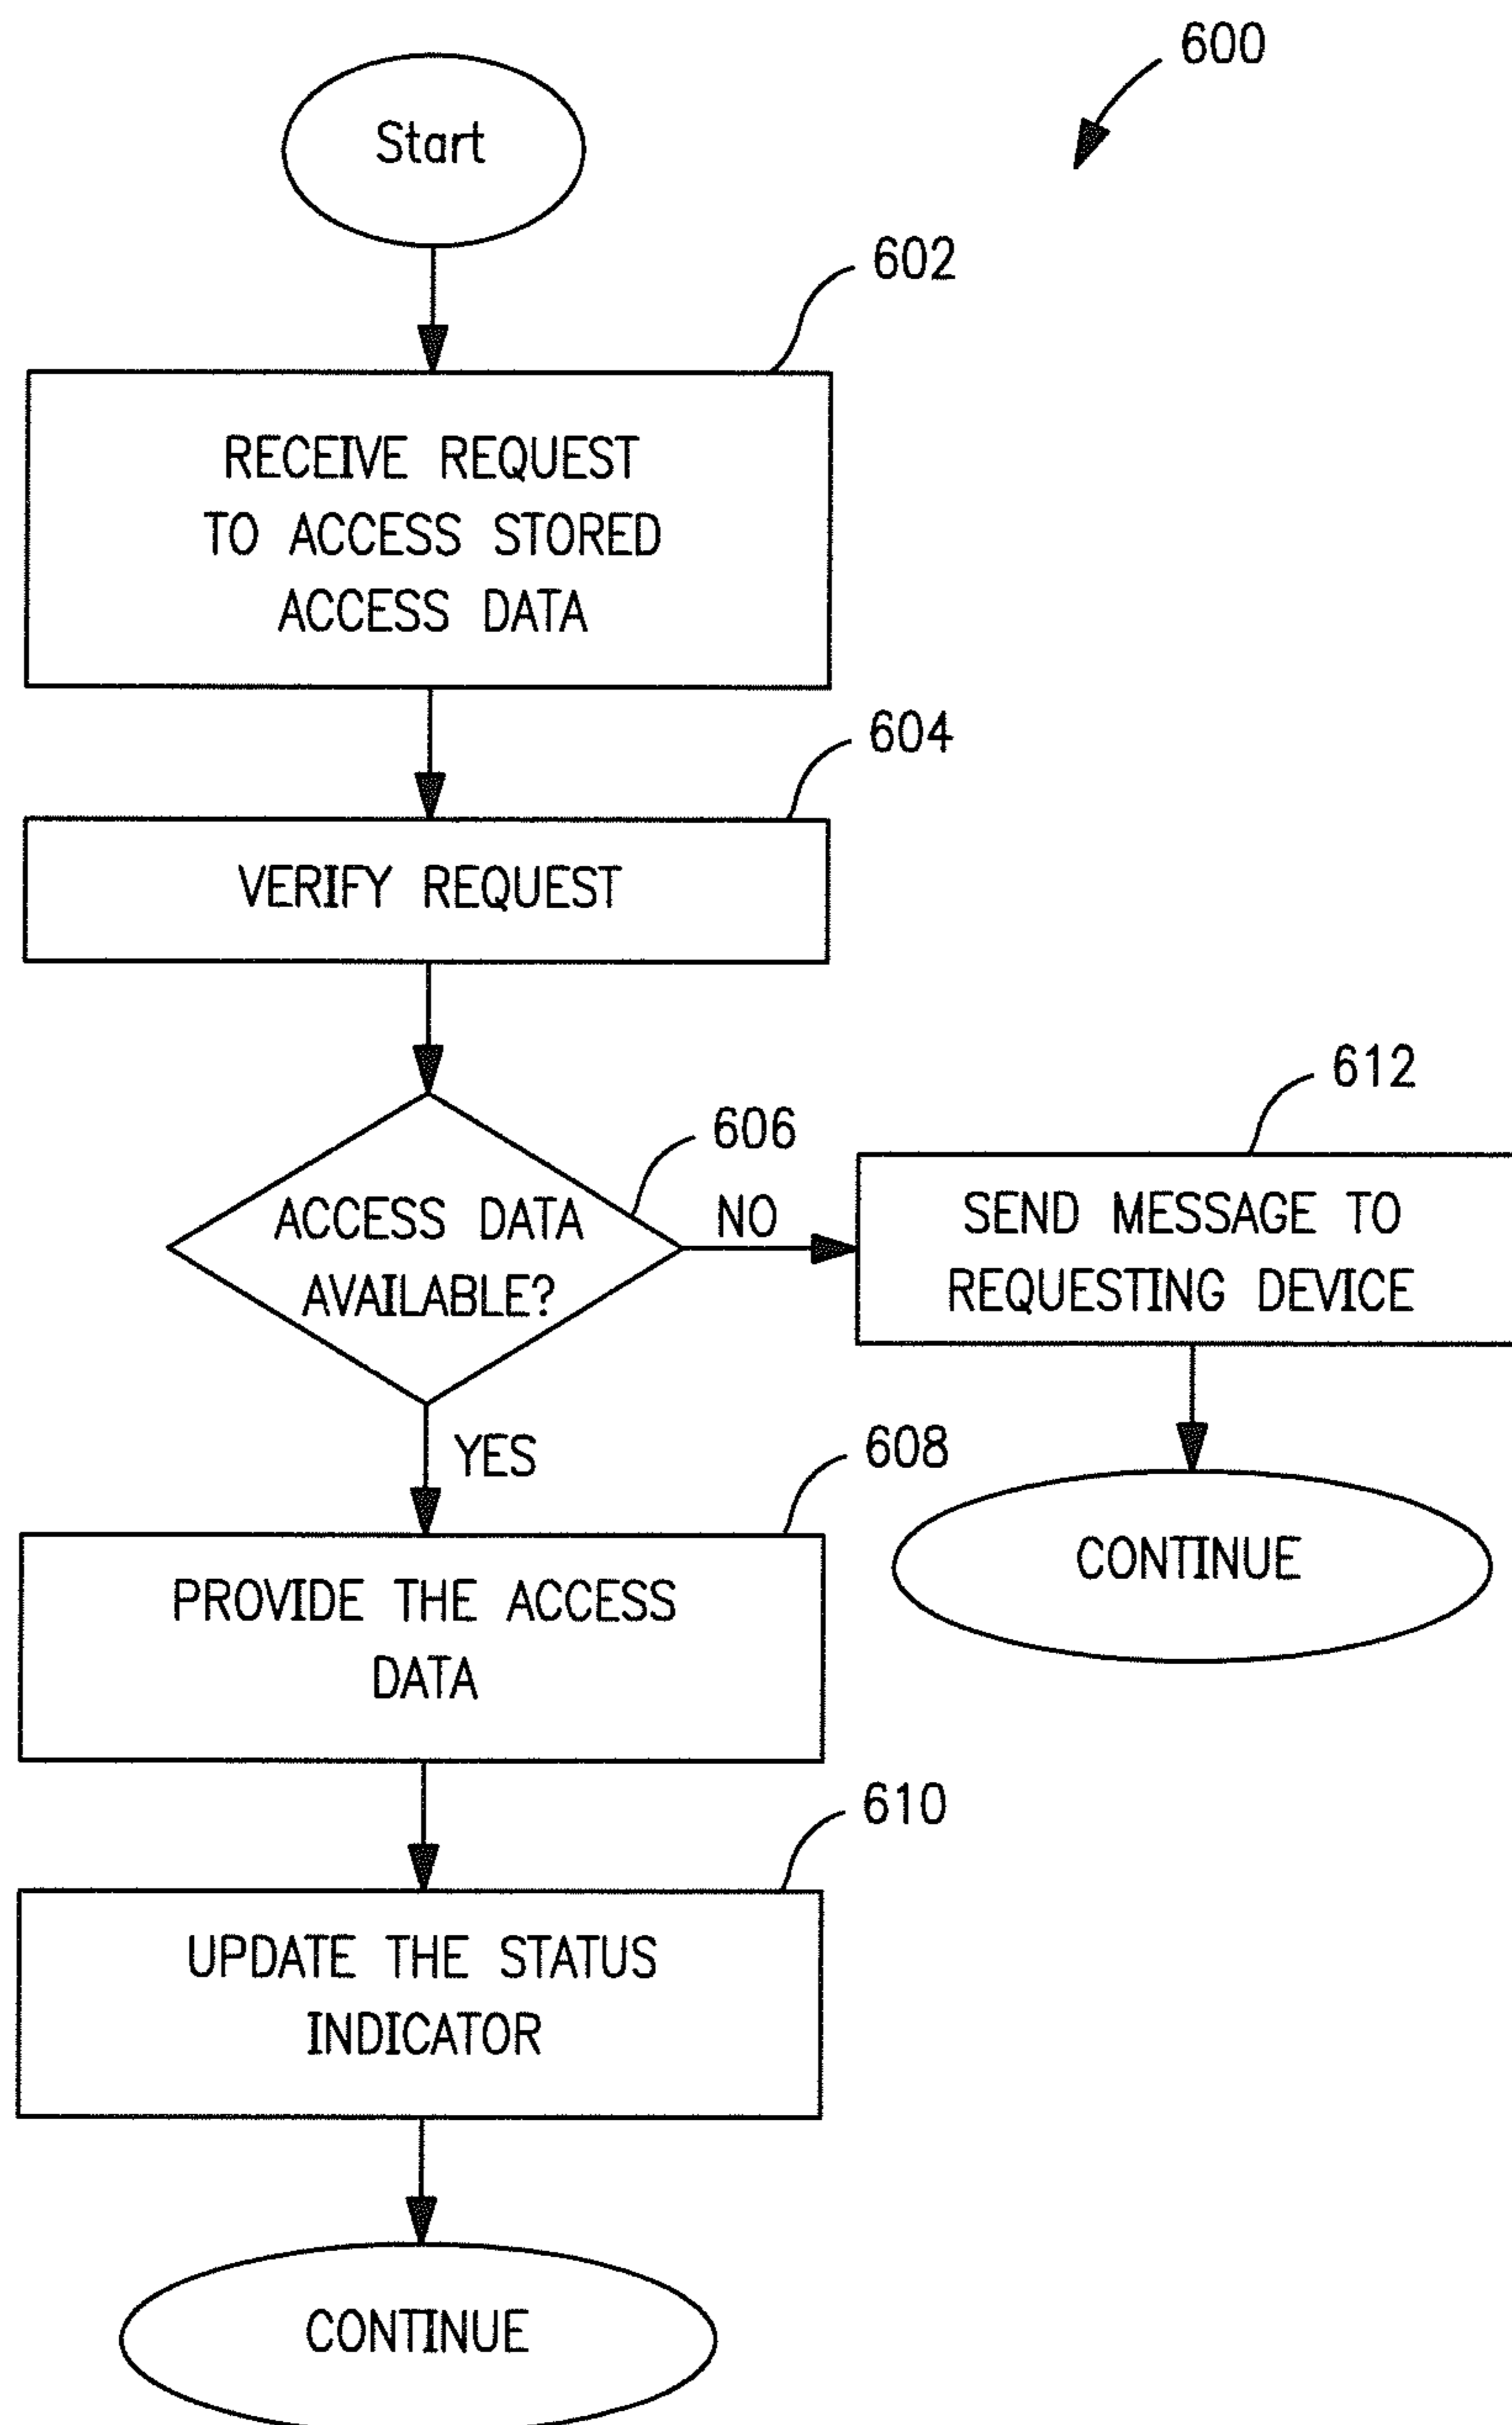 600
Start
602
RECEIVE REQUEST
TO ACCESS STORED
ACCESS DATA
604
VERIFY REQUEST
606
ACCESS DATA
AVAILABLE?
NO
612
SEND MESSAGE TO
REQUESTING DEVICE
CONTINUE
YES
608
PROVIDE THE ACCESS
DATA
610
UPDATE THE STATUS
INDICATOR
CONTINUE